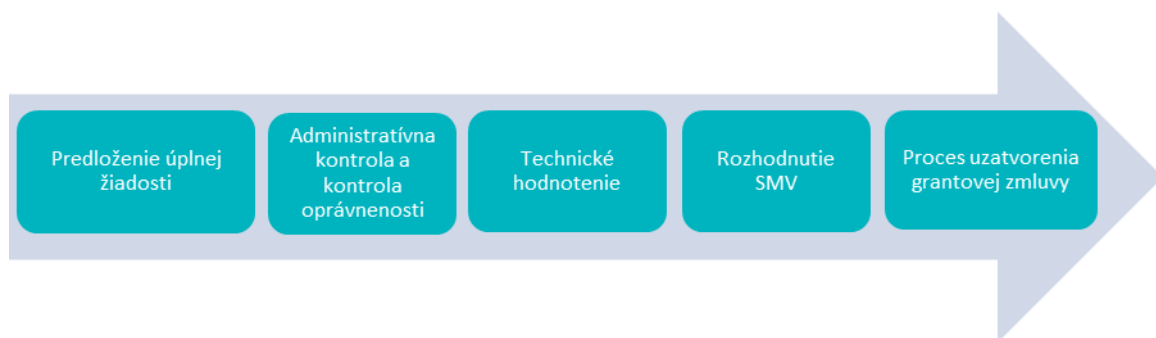 Predloženie úplnej
žiadosti
Administratívna
kontrola a
kontrola
oprávnenosti
Technické
hodnotenie
Rozhodnutie
SMV
Proces uzatvorenia
grantovej zmluvy